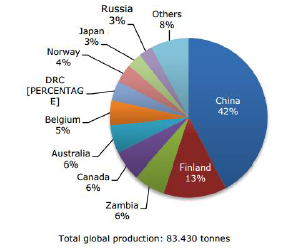 Russia
3%
Others
8%
Japan
3%
Norway
4%
DRC
[PERCENTAG
E]
Belgium
5%
Australia
6%
Canada
6%
Zambia
6%
Finland
13%
China
42%
Total global production: 83.430 tonnes